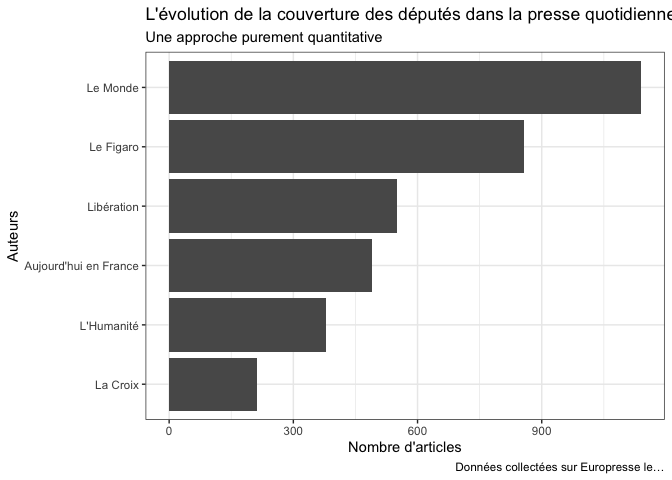 L'évolution de la couverture des députés dans la presse quotidienne
Une approche purement quantitative
Auteurs
Le Monde
Le Figaro
Libération
Aujourd'hui en France
L'Humanité
La Croix
0 300 600 900
Nombre d'articles
Données collectées sur Europresse le…